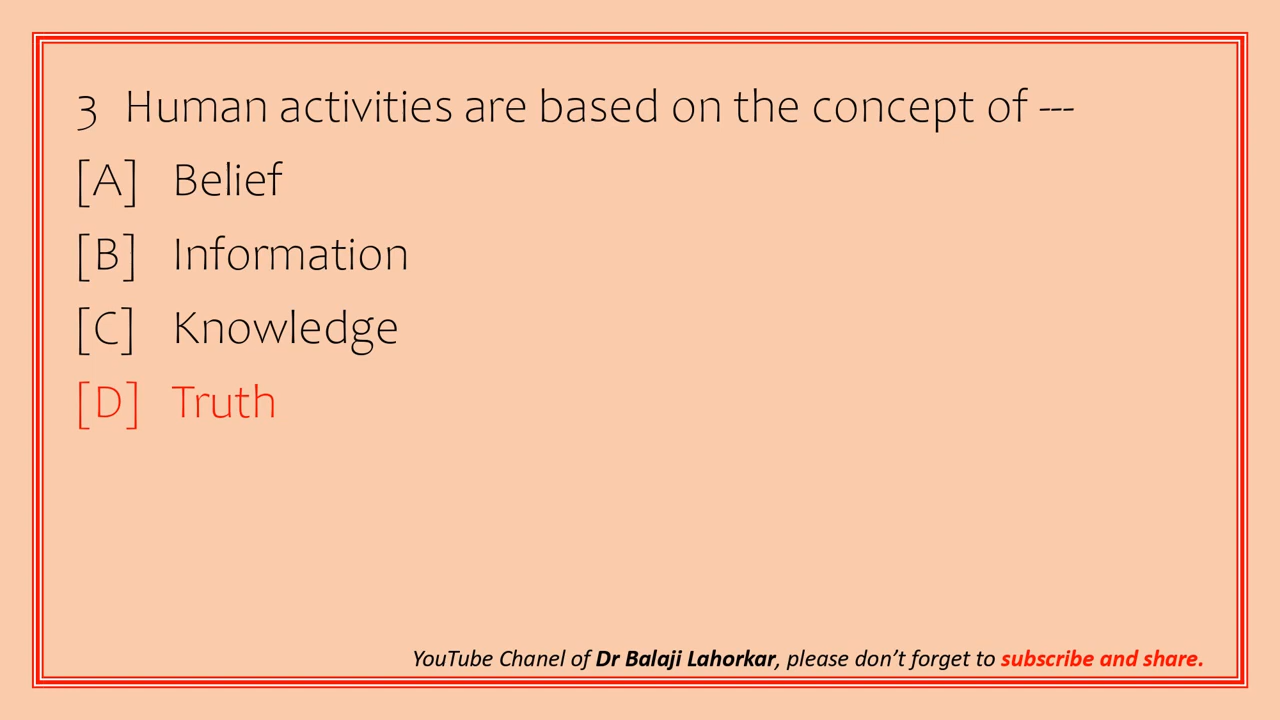 3 Human activities are based on the concept of ---
[A] Belief
[B] Information
[C] Knowledge
[D] Truth
YouTube Chanel of Dr Balaji Lahorkar, please don’t forget to subscribe and share.